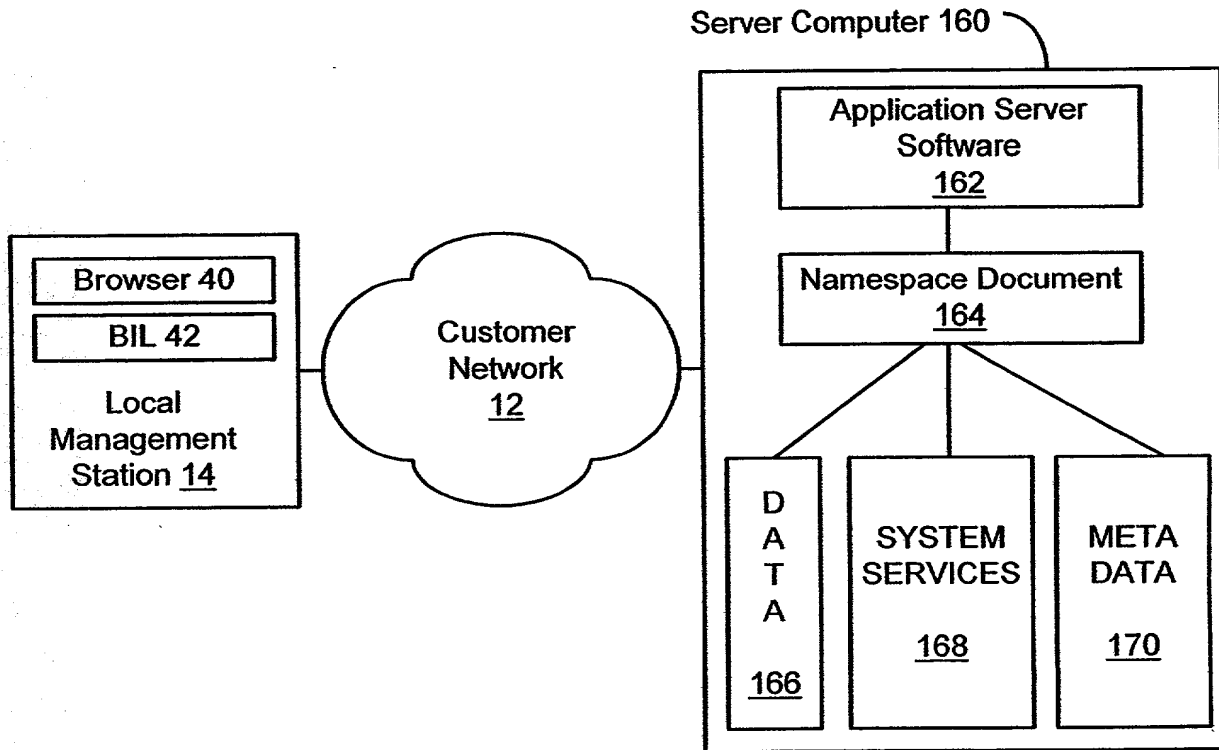 Server Computer 160
Application Server
Software
162
Namespace Document
164
Browser 40
BIL 42
Local
Management
Station 14
Customer
Network
12
D
A
T
A
166
SYSTEM
SERVICES
168
META
DATA
170